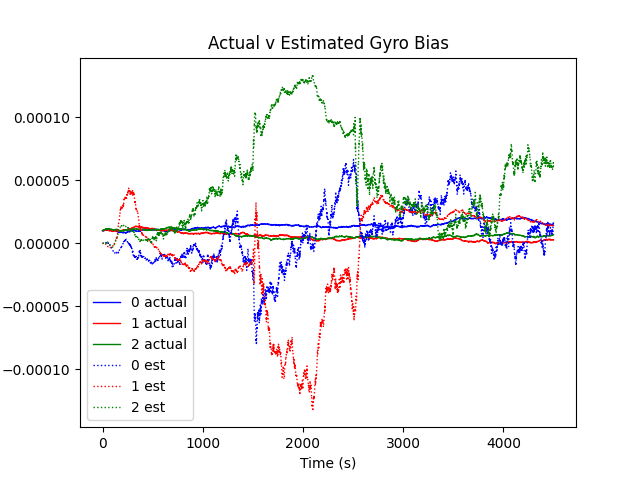 Actual v Estimated Gyro Bias
0.00010
0.00005
0.00000
−0.00005
−0.00010
0 actual
1 actual
2 actual
0 est
1 est
2 est
0 1000 2000 3000 4000
Time (s)